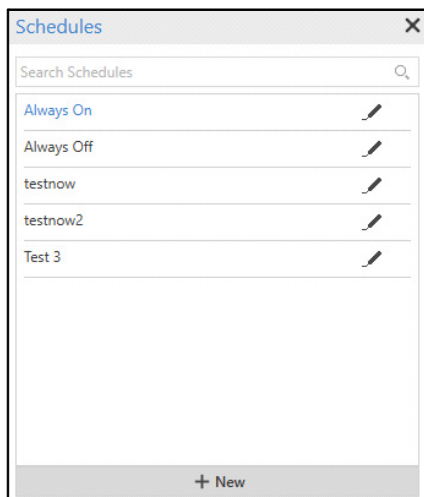 Schedules
Search Schedules
Always On
Always Off
testnow
testnow2
Test 3
+ New